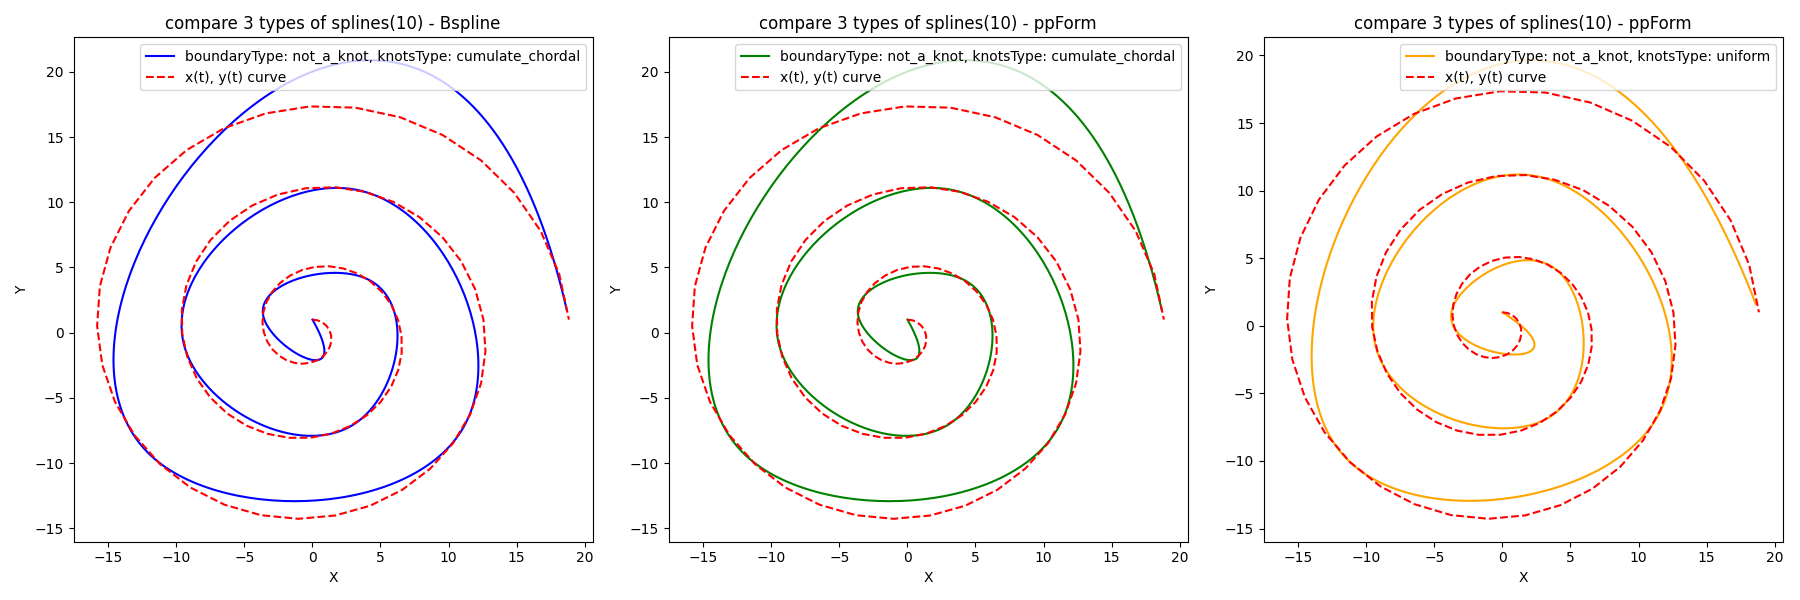 compare 3 types of splines(10) - Bspline
boundaryType: not_a_knot, knotsType: cumulate_chordal
x(t), y(t) curve
20
15
10
5
0
−5
−10
−15
Y
−15 −10 −5 0 5 10 15 20
X
compare 3 types of splines(10) - ppForm
boundaryType: not_a_knot, knotsType: cumulate_chordal
x(t), y(t) curve
20
15
10
5
0
−5
−10
−15
Y
−15 −10 −5 0 5 10 15 20
X
compare 3 types of splines(10) - ppForm
boundaryType: not_a_knot, knotsType: uniform
x(t), y(t) curve
20
15
10
5
0
−5
−10
−15
Y
−15 −10 −5 0 5 10 15 20
X